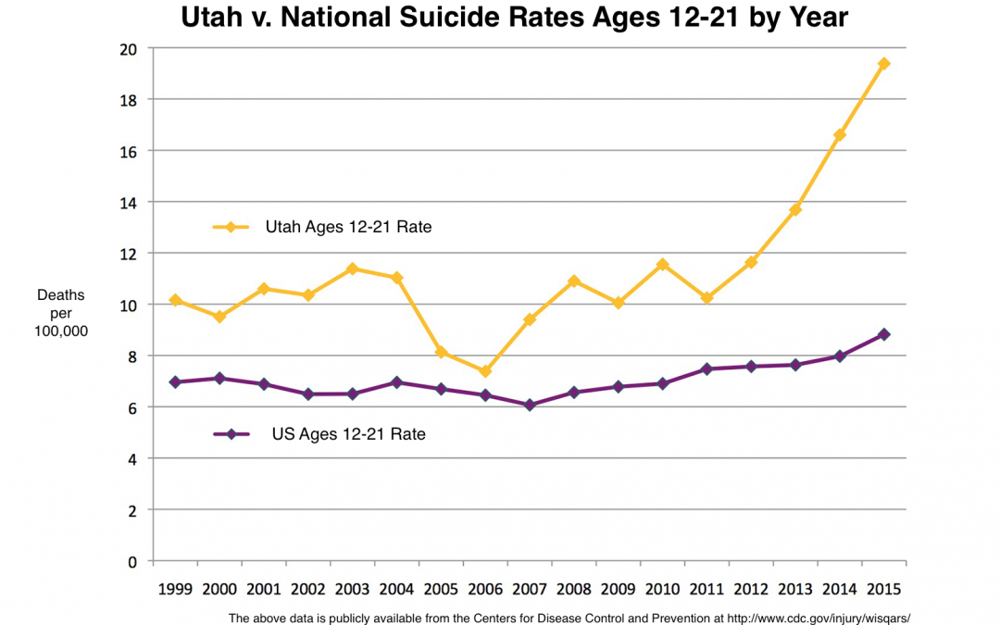 Utah v. National Suicide Rates Ages 12-21 by Year
20
18
16
14
12
10
8
6
4
2
0
Deaths
per
100,000
Utah Ages 12-21 Rate
US Ages 12-21 Rate
1999 2000 2001 2002 2003 2004 2005 2006 2007 2008 2009 2010 2011 2012 2013 2014 2015
The above data is publicly available from the Centers for Disease Control and Prevention at http://www.cdc.gov/injury/wisqars/